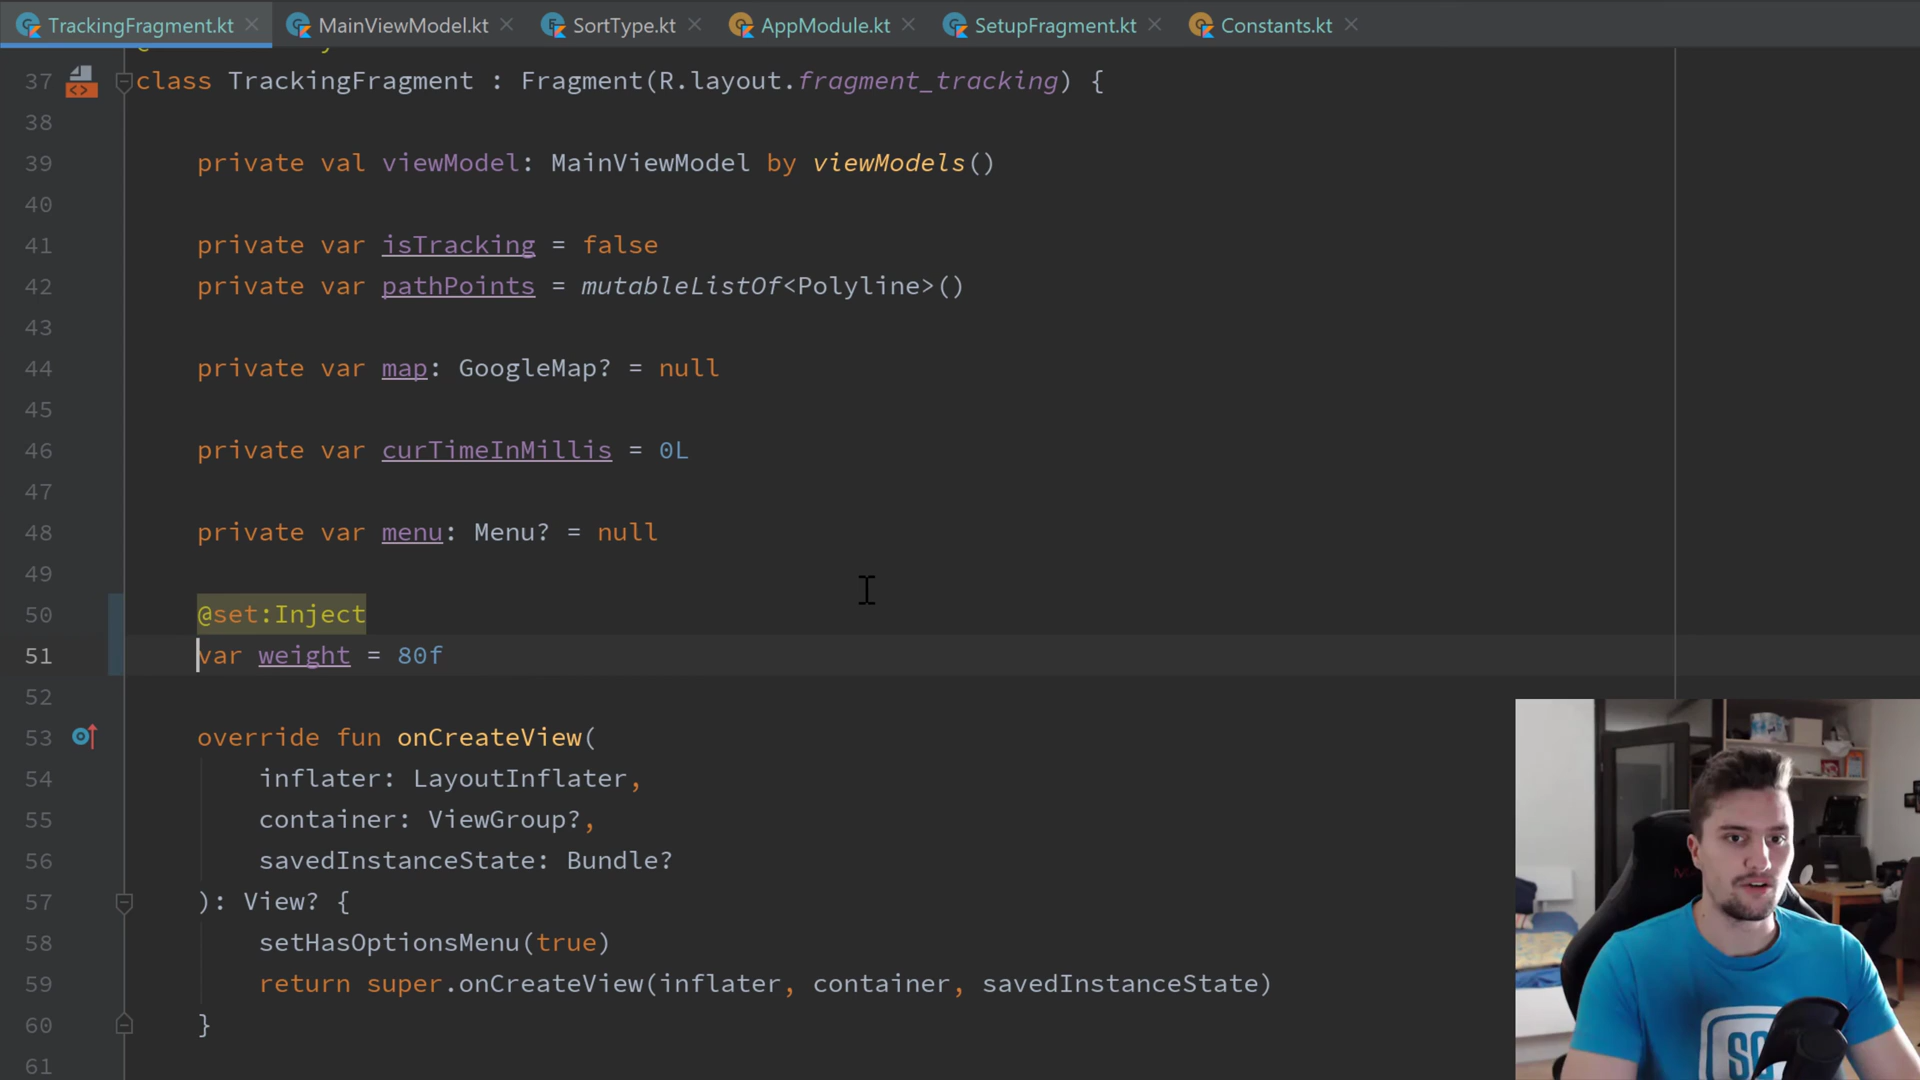 TrackingFragment.kt MainViewModel.kt SortType.kt AppModule.kt SetupFragment.kt Constants.kt
37 class TrackingFragment : Fragment(R.layout.fragment_tracking) {
38
39 private val viewModel: MainViewModel by viewModels()
40
41 private var isTracking = false
42 private var pathPoints = mutableListOf<Polyline>()
43
44 private var map: GoogleMap? = null
45
46 private var curTimeInMillis = 0L
47
48 private var menu: Menu? = null
49
50 @set:Inject
51 var weight = 80f
52
53 override fun onCreateView(
54 inflater: LayoutInflater,
55 container: ViewGroup?,
56 savedInstanceState: Bundle?
57 ): View? {
58 setHasOptionsMenu(true)
59 return super.onCreateView(inflater, container, savedInstanceState)
60 }
61